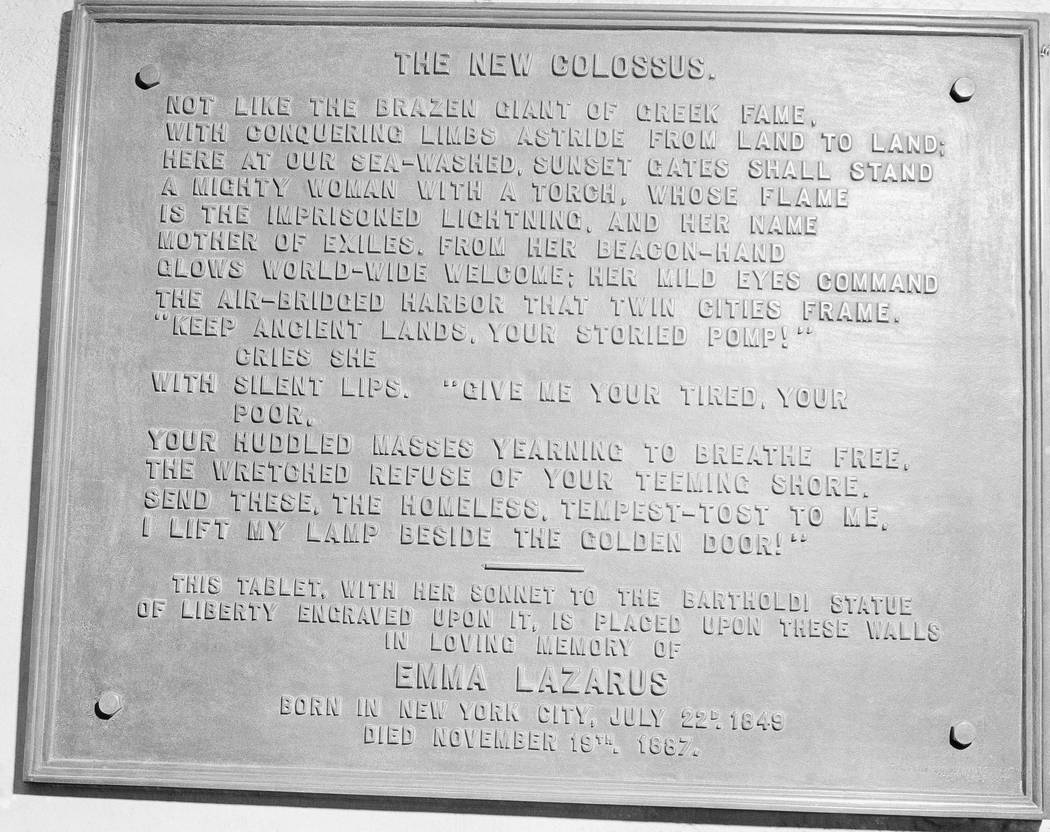 THE NEW COLOSSUS.
NOT LIKE THE BRAZEN GIANT OF GREEK FAME,
WITH CONQUERING LIMBS ASTRIDE FROM LAND TO LAND;
HERE AT OUR SEA-WASHED, SUNSET GATES SHALL STAND
A MIGHTY WOMAN WITH A TORCH, WHOSE FLAME
IS THE IMPRISONED LIGHTNING, AND HER NAME
MOTHER OF EXILES. FROM HER BEACON-HAND
GLOWS WORLD-WIDE WELCOME; HER MILD EYES COMMAND
THE AIR-BRIDGED HARBOR THAT TWIN CITIES FRAME.
"KEEP ANCIENT LANDS, YOUR STORIED POMP!"
CRIES SHE
WITH SILENT LIPS. "GIVE ME YOUR TIRED, YOUR
POOR,
YOUR HUDDLED MASSES YEARNING TO BREATHE FREE,
THE WRETCHED REFUSE OF YOUR TEEMING SHORE.
SEND THESE, THE HOMELESS, TEMPEST-TOST TO ME,
I LIFT MY LAMP BESIDE THE GOLDEN DOOR!"
THIS TABLET, WITH HER SONNET TO THE BARTHOLDI STATUE
OF LIBERTY ENGRAVED UPON IT, IS PLACED UPON THESE WALLS
IN LOVING MEMORY OF
EMMA LAZARUS
BORN IN NEW YORK CITY, JULY 22D. 1849
DIED NOVEMBER 19TH. 1887.